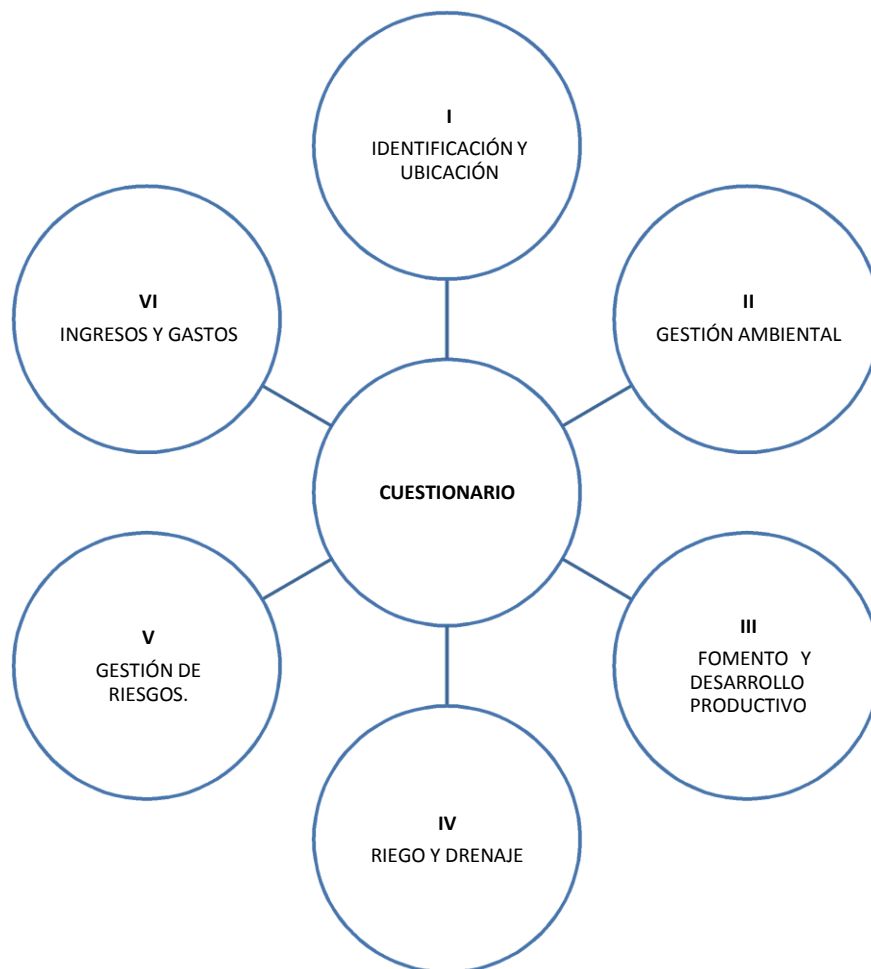 I
IDENTIFICACIÓN Y
UBICACIÓN
II
GESTIÓN AMBIENTAL
III
FOMENTO Y
DESARROLLO
PRODUCTIVO
IV
RIEGO Y DRENAJE
V
GESTIÓN DE
RIESGOS.
VI
INGRESOS Y GASTOS
CUESTIONARIO